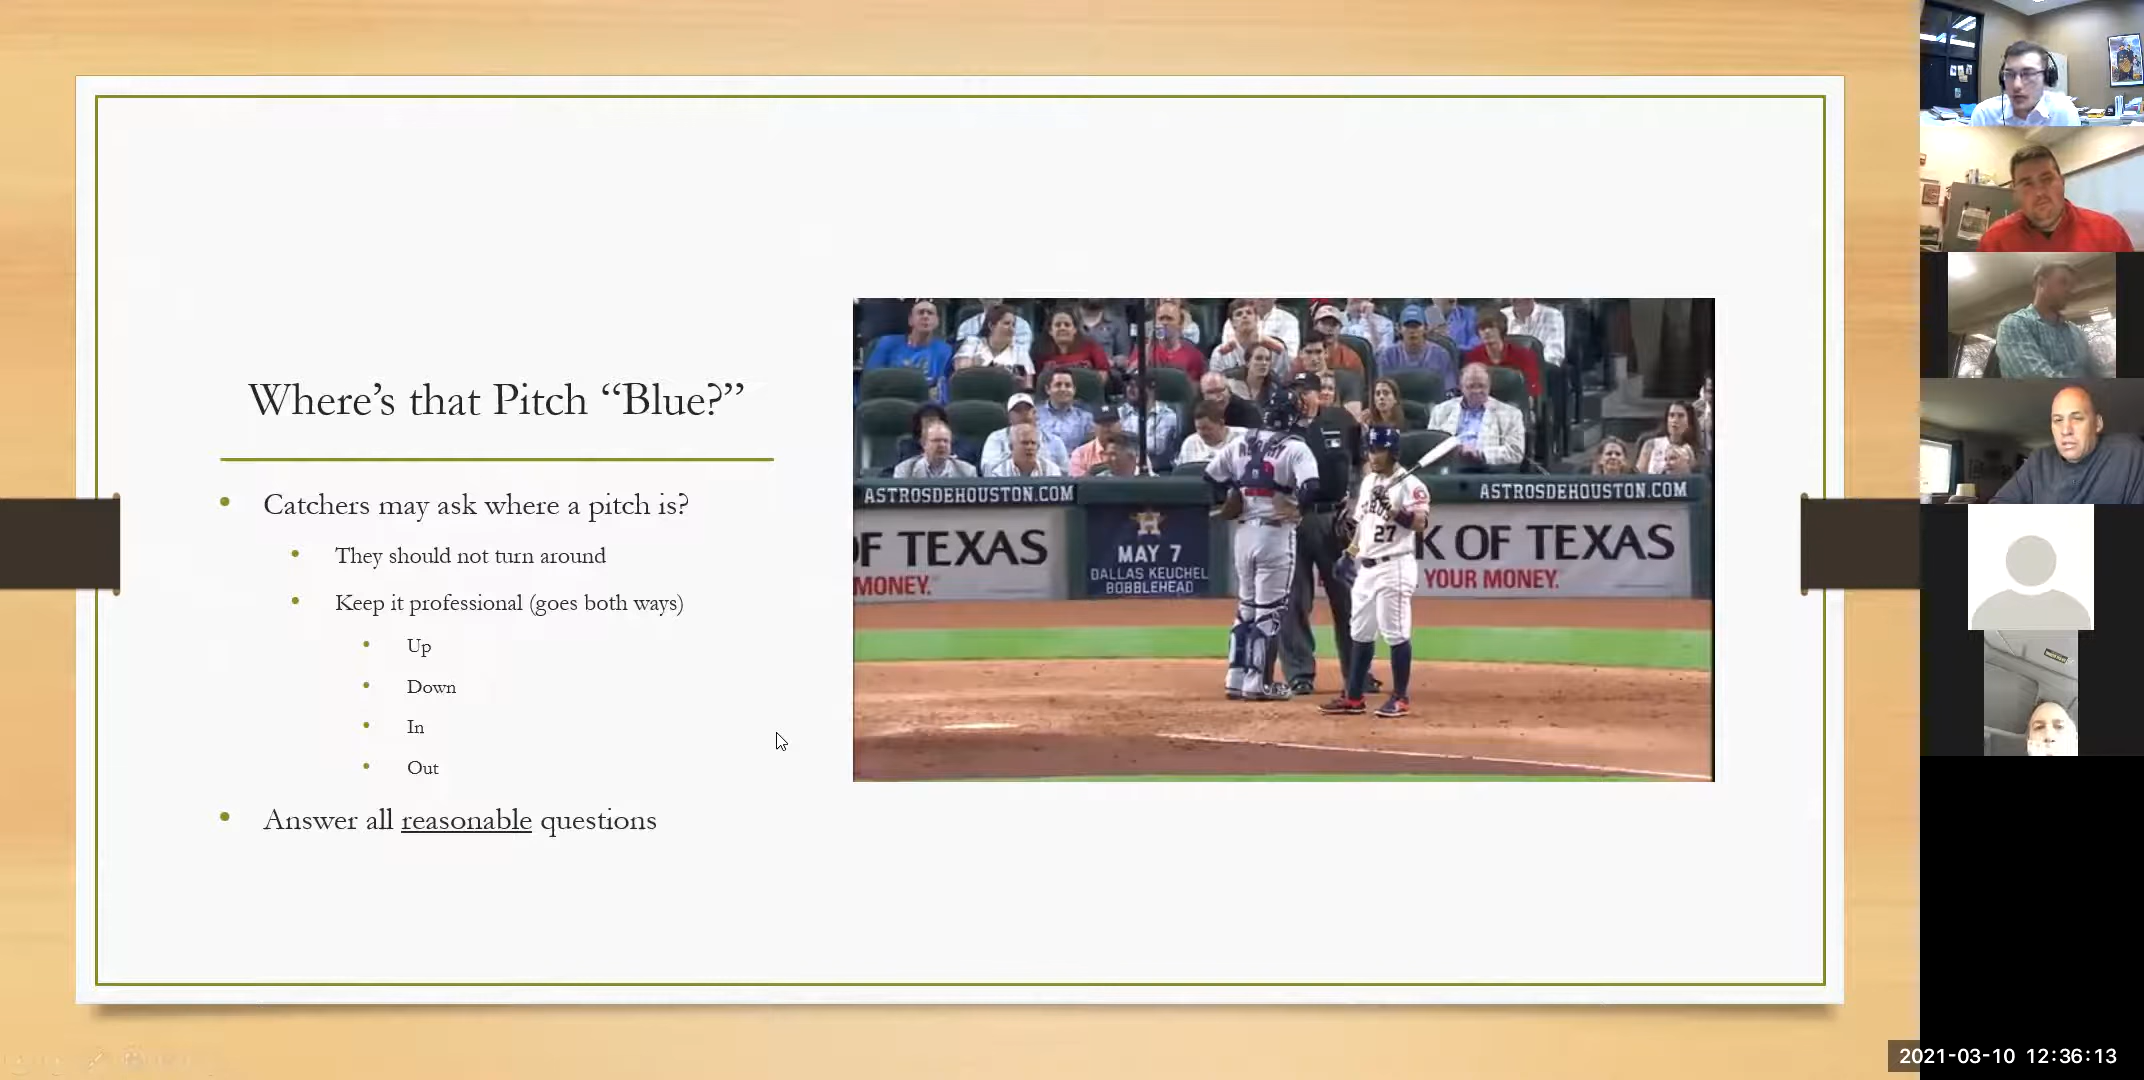 Where’s that Pitch “Blue?”
Catchers may ask where a pitch is?
They should not turn around
Keep it professional (goes both ways)
Up
Down
In
Out
Answer all reasonable questions
ASTROSDEHOUSTON.COM
ASTROSDEHOUSTON.COM
OF TEXAS
MONEY.
MAY 7
DALLAS KEUCHEL
BOBBLEHEAD
K OF TEXAS
YOUR MONEY.
27
2021-03-10 12:36:13